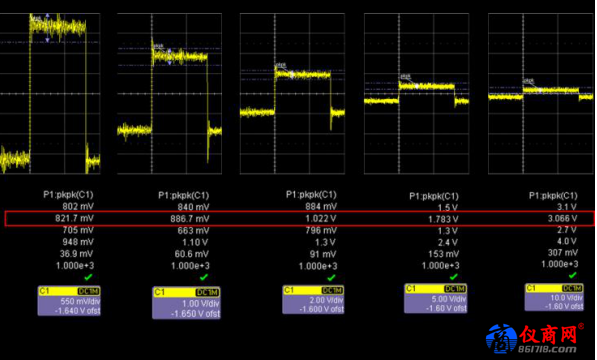 pkpk
pkpk
pkpk
pkpk
pkpk
P1:pkpk(C1) P1:pkpk(C1) P1:pkpk(C1) P1:pkpk(C1) P1:pkpk(C1)
802 mV 840 mV 884 mV 1.5 V 3.1 V
821.7 mV 886.7 mV 1.022 V 1.783 V 3.066 V
705 mV 663 mV 796 mV 1.3 V 2.7 V
948 mV 1.10 V 1.3 V 2.4 V 4.0 V
36.9 mV 60.6 mV 91 mV 153 mV 307 mV
1.000e+3 1.000e+3 1.000e+3 1.000e+3 1.000e+3
C1 DC1M C1 DC1M C1 DC1M C1 DC1M C1 DC1M
550 mV/div 1.00 V/div 2.00 V/div 5.00 V/div 10.0 V/div
-1.640 V ofst -1.650 V ofst -1.600 V ofst -1.60 V ofst -1.60 V ofst
仪商网®
861718.com